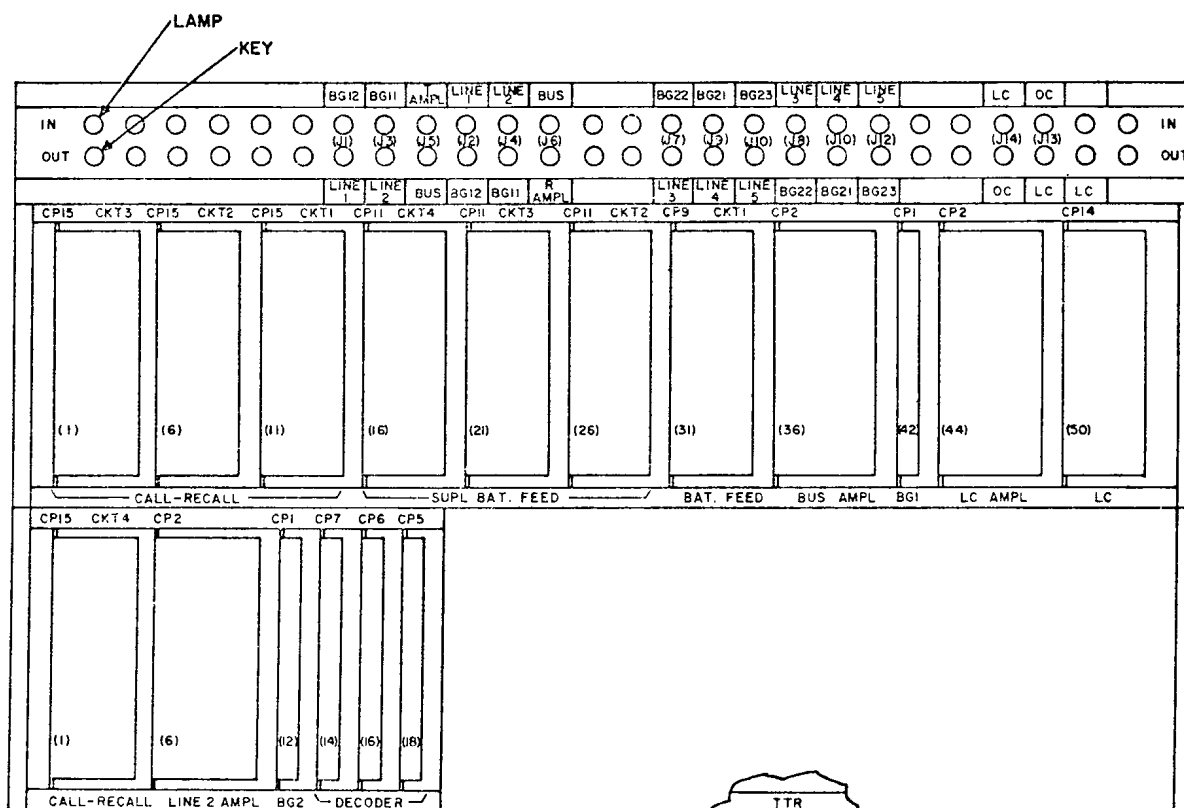 LAMP
KEY
BG12 BG11 T AMPL LINE 1 LINE 2 BUS BG22 BG21 BG23 LINE 3 LINE 4 LINE 5 LC OC
IN IN
(J1) (J3) (J5) (J2) (J4) (J6) (J7) (J9) (J10) (J8) (J10) (J12) (J14) (J13)
OUT OUT
LINE 1 LINE 2 BUS BG12 BG11 R AMPL LINE 3 LINE 4 LINE 5 BG22 BG21 BG23 OC LC LC
CP15 CKT3 CP15 CKT2 CP15 CKT1 CP11 CKT4 CP11 CKT3 CP11 CKT2 CP9 CKT1 CP2 CP1 CP2 CP14
(1) (6) (11) (16) (21) (26) (31) (36) (42) (44) (50)
CALL-RECALL SUPL BAT. FEED BAT. FEED BUS AMPL BG1 LC AMPL LC
CP15 CKT4 CP2 CP1 CP7 CP6 CP5
(1) (6) (12) (14) (16) (18)
CALL-RECALL LINE 2 AMPL BG2 DECODER
TTR